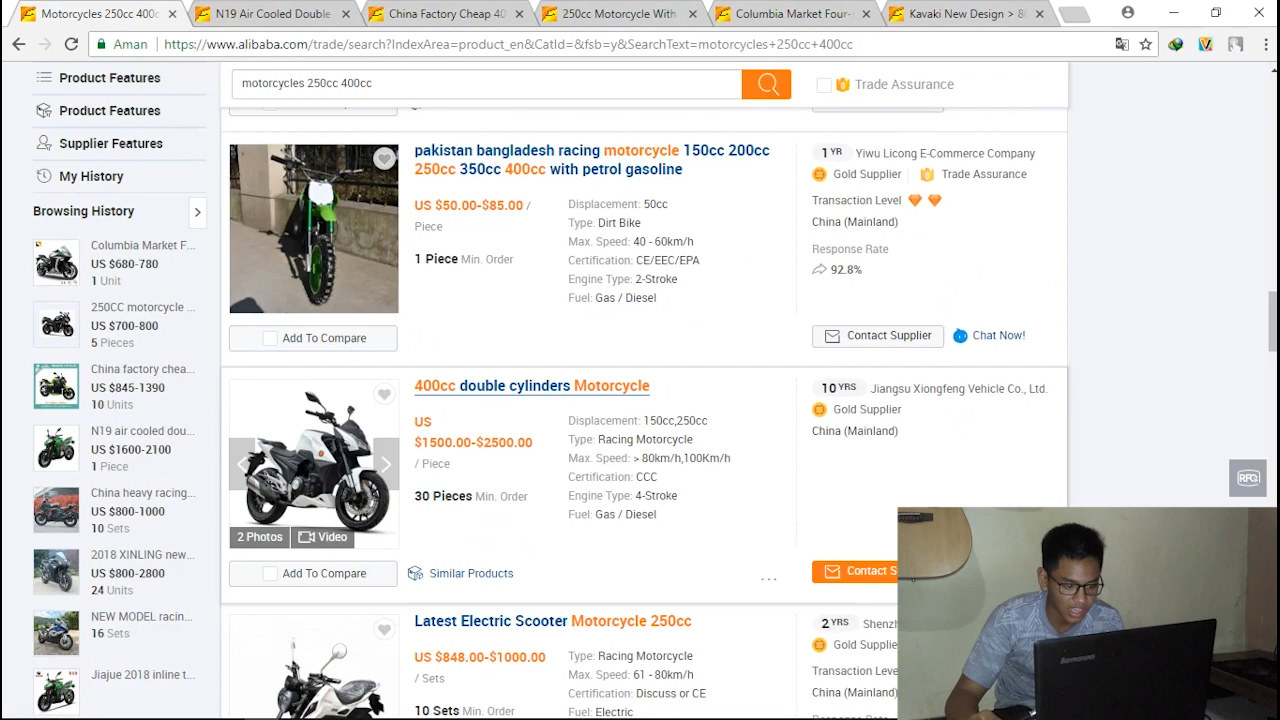 Motorcycles 250cc 400c
N19 Air Cooled Double
China Factory Cheap 40
250cc Motorcycle With
Columbia Market Four-
Kavaki New Design > 80
Aman
https://www.alibaba.com/trade/search?IndexArea=product_en&CatId=&fsb=y&SearchText=motorcycles+250cc+400cc
Product Features
Product Features
Supplier Features
My History
Browsing History
Columbia Market F...
US $680-780
1 Unit
250CC motorcycle ...
US $700-800
5 Pieces
China factory chea...
US $845-1390
10 Units
N19 air cooled dou...
US $1600-2100
1 Piece
China heavy racing...
US $800-1000
10 Sets
2018 XINLING new...
US $800-2800
24 Units
NEW MODEL racin...
16 Sets
Jiajue 2018 inline t...
motorcycles 250cc 400cc
Trade Assurance
pakistan bangladesh racing motorcycle 150cc 200cc
250cc 350cc 400cc with petrol gasoline
US $50.00-$85.00 /
Piece
1 Piece Min. Order
Displacement: 50cc
Type: Dirt Bike
Max. Speed: 40 - 60km/h
Certification: CE/EEC/EPA
Engine Type: 2-Stroke
Fuel: Gas / Diesel
1 YR Yiwu Licong E-Commerce Company
Gold Supplier Trade Assurance
Transaction Level
China (Mainland)
Response Rate
92.8%
Add To Compare
Contact Supplier
Chat Now!
400cc double cylinders Motorcycle
US
$1500.00-$2500.00
/ Piece
30 Pieces Min. Order
Displacement: 150cc,250cc
Type: Racing Motorcycle
Max. Speed: > 80km/h,100Km/h
Certification: CCC
Engine Type: 4-Stroke
Fuel: Gas / Diesel
10 YRS Jiangsu Xiongfeng Vehicle Co., Ltd.
Gold Supplier
China (Mainland)
2 Photos
Video
Add To Compare
Similar Products
...
Contact S
RFQ
Latest Electric Scooter Motorcycle 250cc
US $848.00-$1000.00
/ Sets
10 Sets Min. Order
Type: Racing Motorcycle
Max. Speed: 61 - 80km/h
Certification: Discuss or CE
Fuel: Electric
2 YRS Shenz
Gold Supplie
Transaction Level
China (Mainland)
lenovo